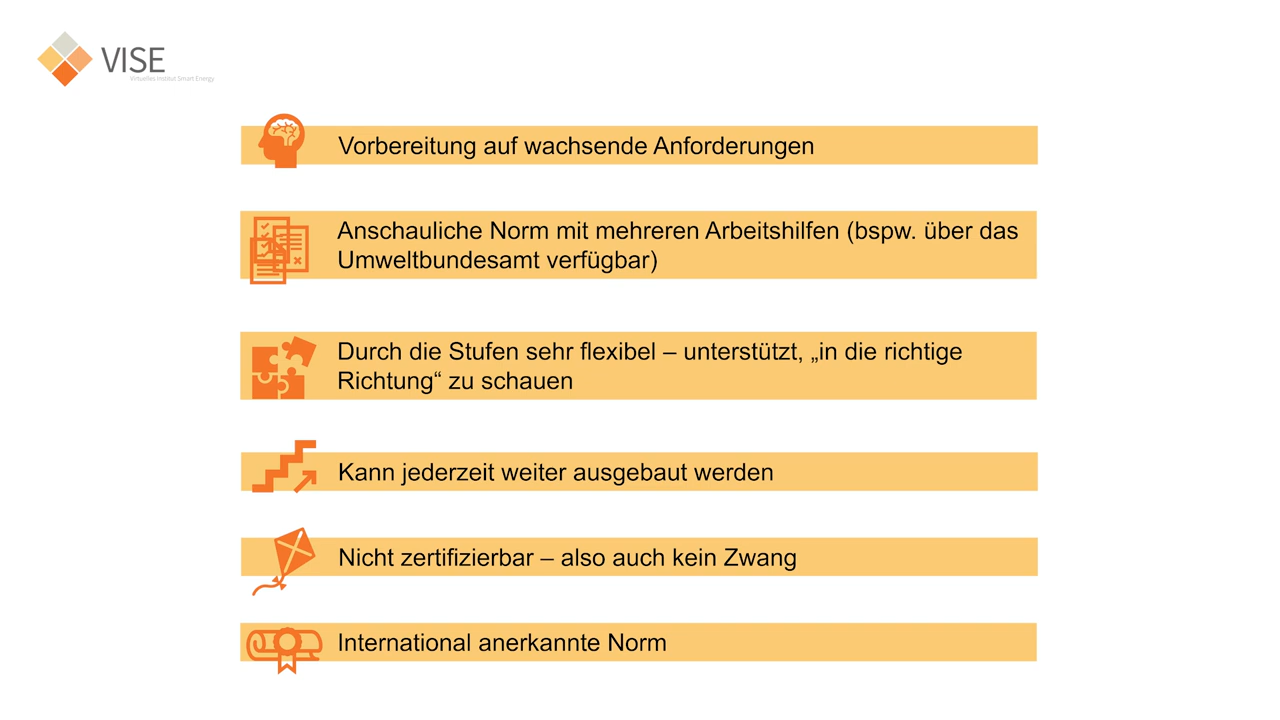 VISE
Virtuelles Institut Smart Energy
Vorbereitung auf wachsende Anforderungen
Anschauliche Norm mit mehreren Arbeitshilfen (bspw. über das
Umweltbundesamt verfügbar)
Durch die Stufen sehr flexibel – unterstützt, „in die richtige
Richtung“ zu schauen
Kann jederzeit weiter ausgebaut werden
Nicht zertifizierbar – also auch kein Zwang
International anerkannte Norm